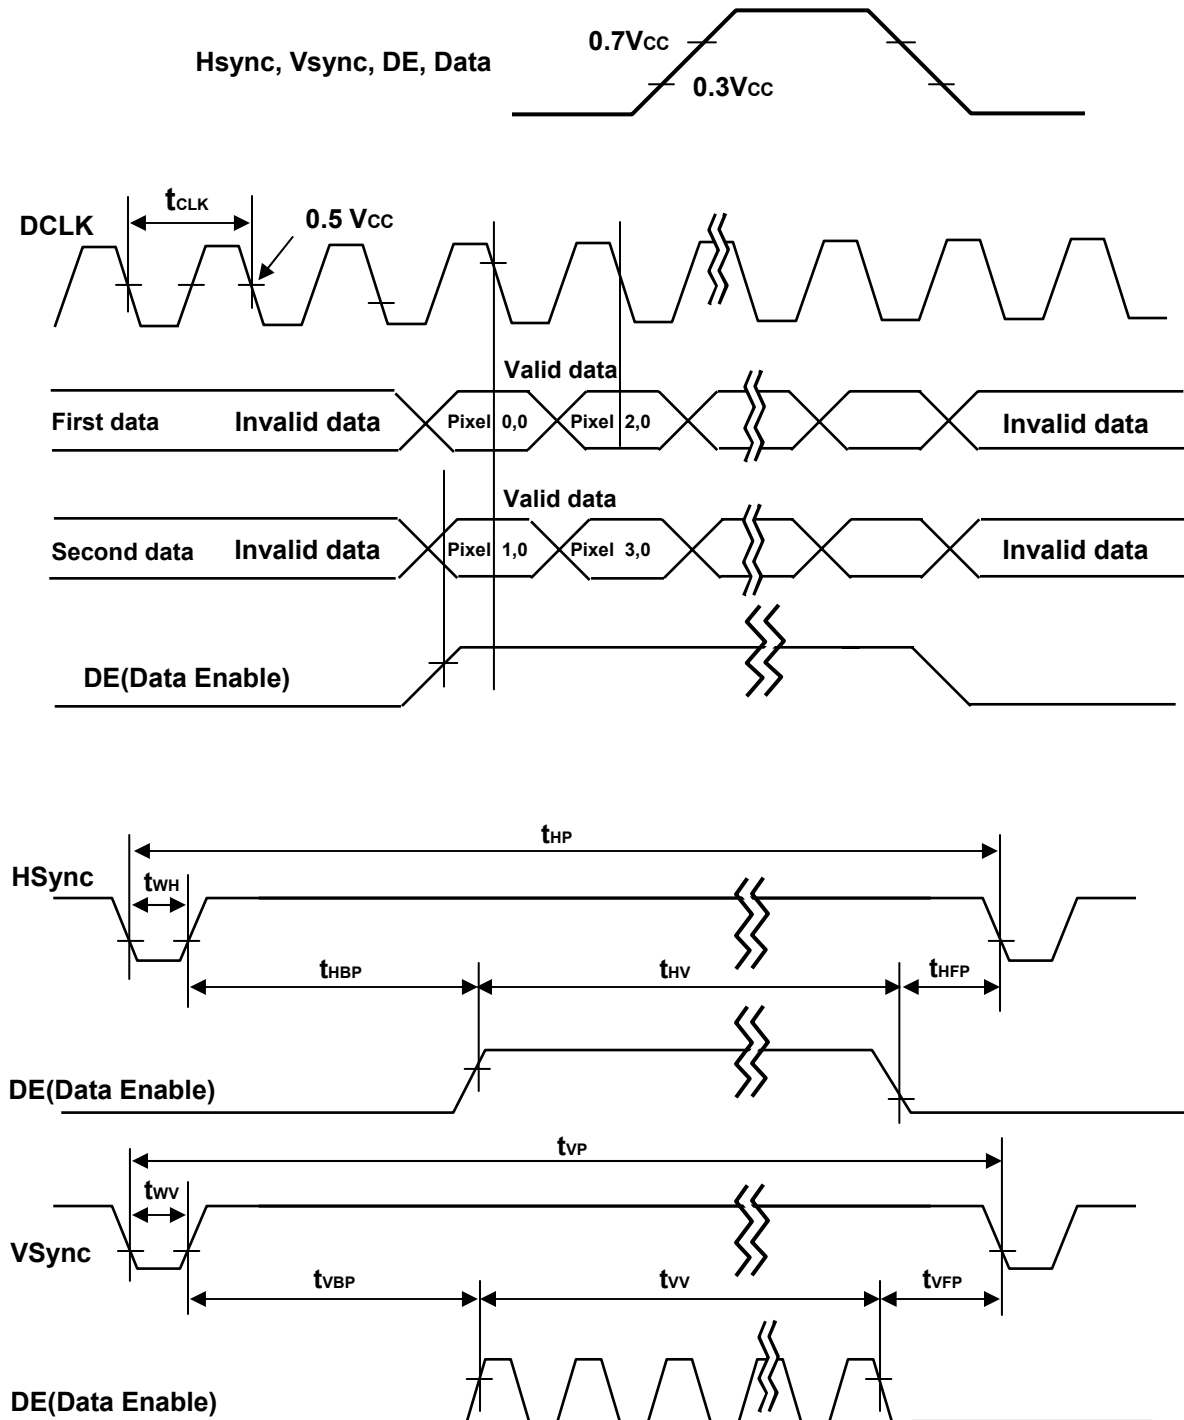 Hsync, Vsync, DE, Data
0.7VCC
0.3VCC
tCLK
DCLK
0.5 VCC
Valid data
First data
Invalid data
Pixel 0,0
Pixel 2,0
Invalid data
Valid data
Second data
Invalid data
Pixel 1,0
Pixel 3,0
Invalid data
DE(Data Enable)
tHP
HSync
tWH
tHBP
tHV
tHFP
DE(Data Enable)
tVP
tWV
VSync
tVBP
tVV
tVFP
DE(Data Enable)